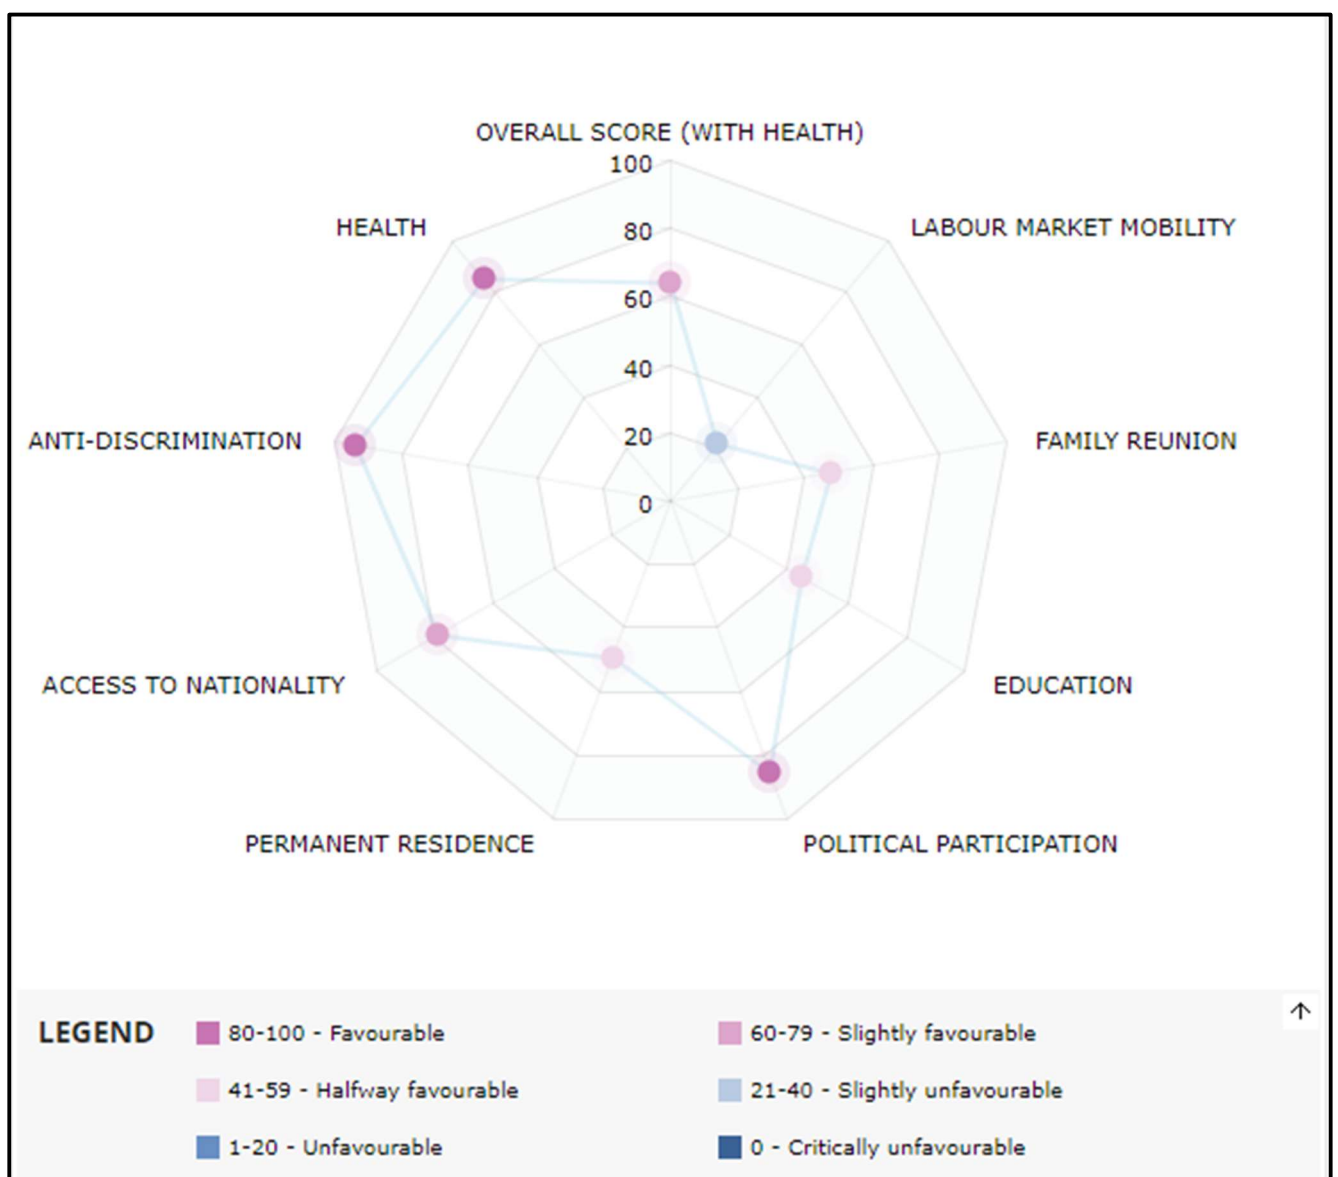 OVERALL SCORE (WITH HEALTH)
100
HEALTH
LABOUR MARKET MOBILITY
80
60
40
ANTI-DISCRIMINATION
20
FAMILY REUNION
0
ACCESS TO NATIONALITY
EDUCATION
PERMANENT RESIDENCE
POLITICAL PARTICIPATION
LEGEND
80-100 - Favourable
60-79 - Slightly favourable
41-59 - Halfway favourable
21-40 - Slightly unfavourable
1-20 - Unfavourable
0 - Critically unfavourable